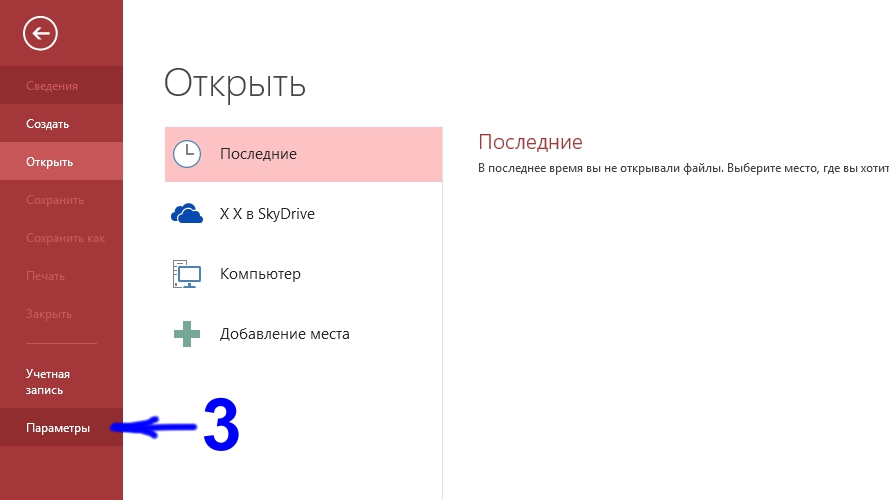 Сведения
Создать
Открыть
Сохранить
Сохранить как
Печать
Закрыть
Учетная
запись
Параметры
3
Открыть
Последние
X X в SkyDrive
Компьютер
Добавление места
Последние
В последнее время вы не открывали файлы. Выберите место, где вы хотит